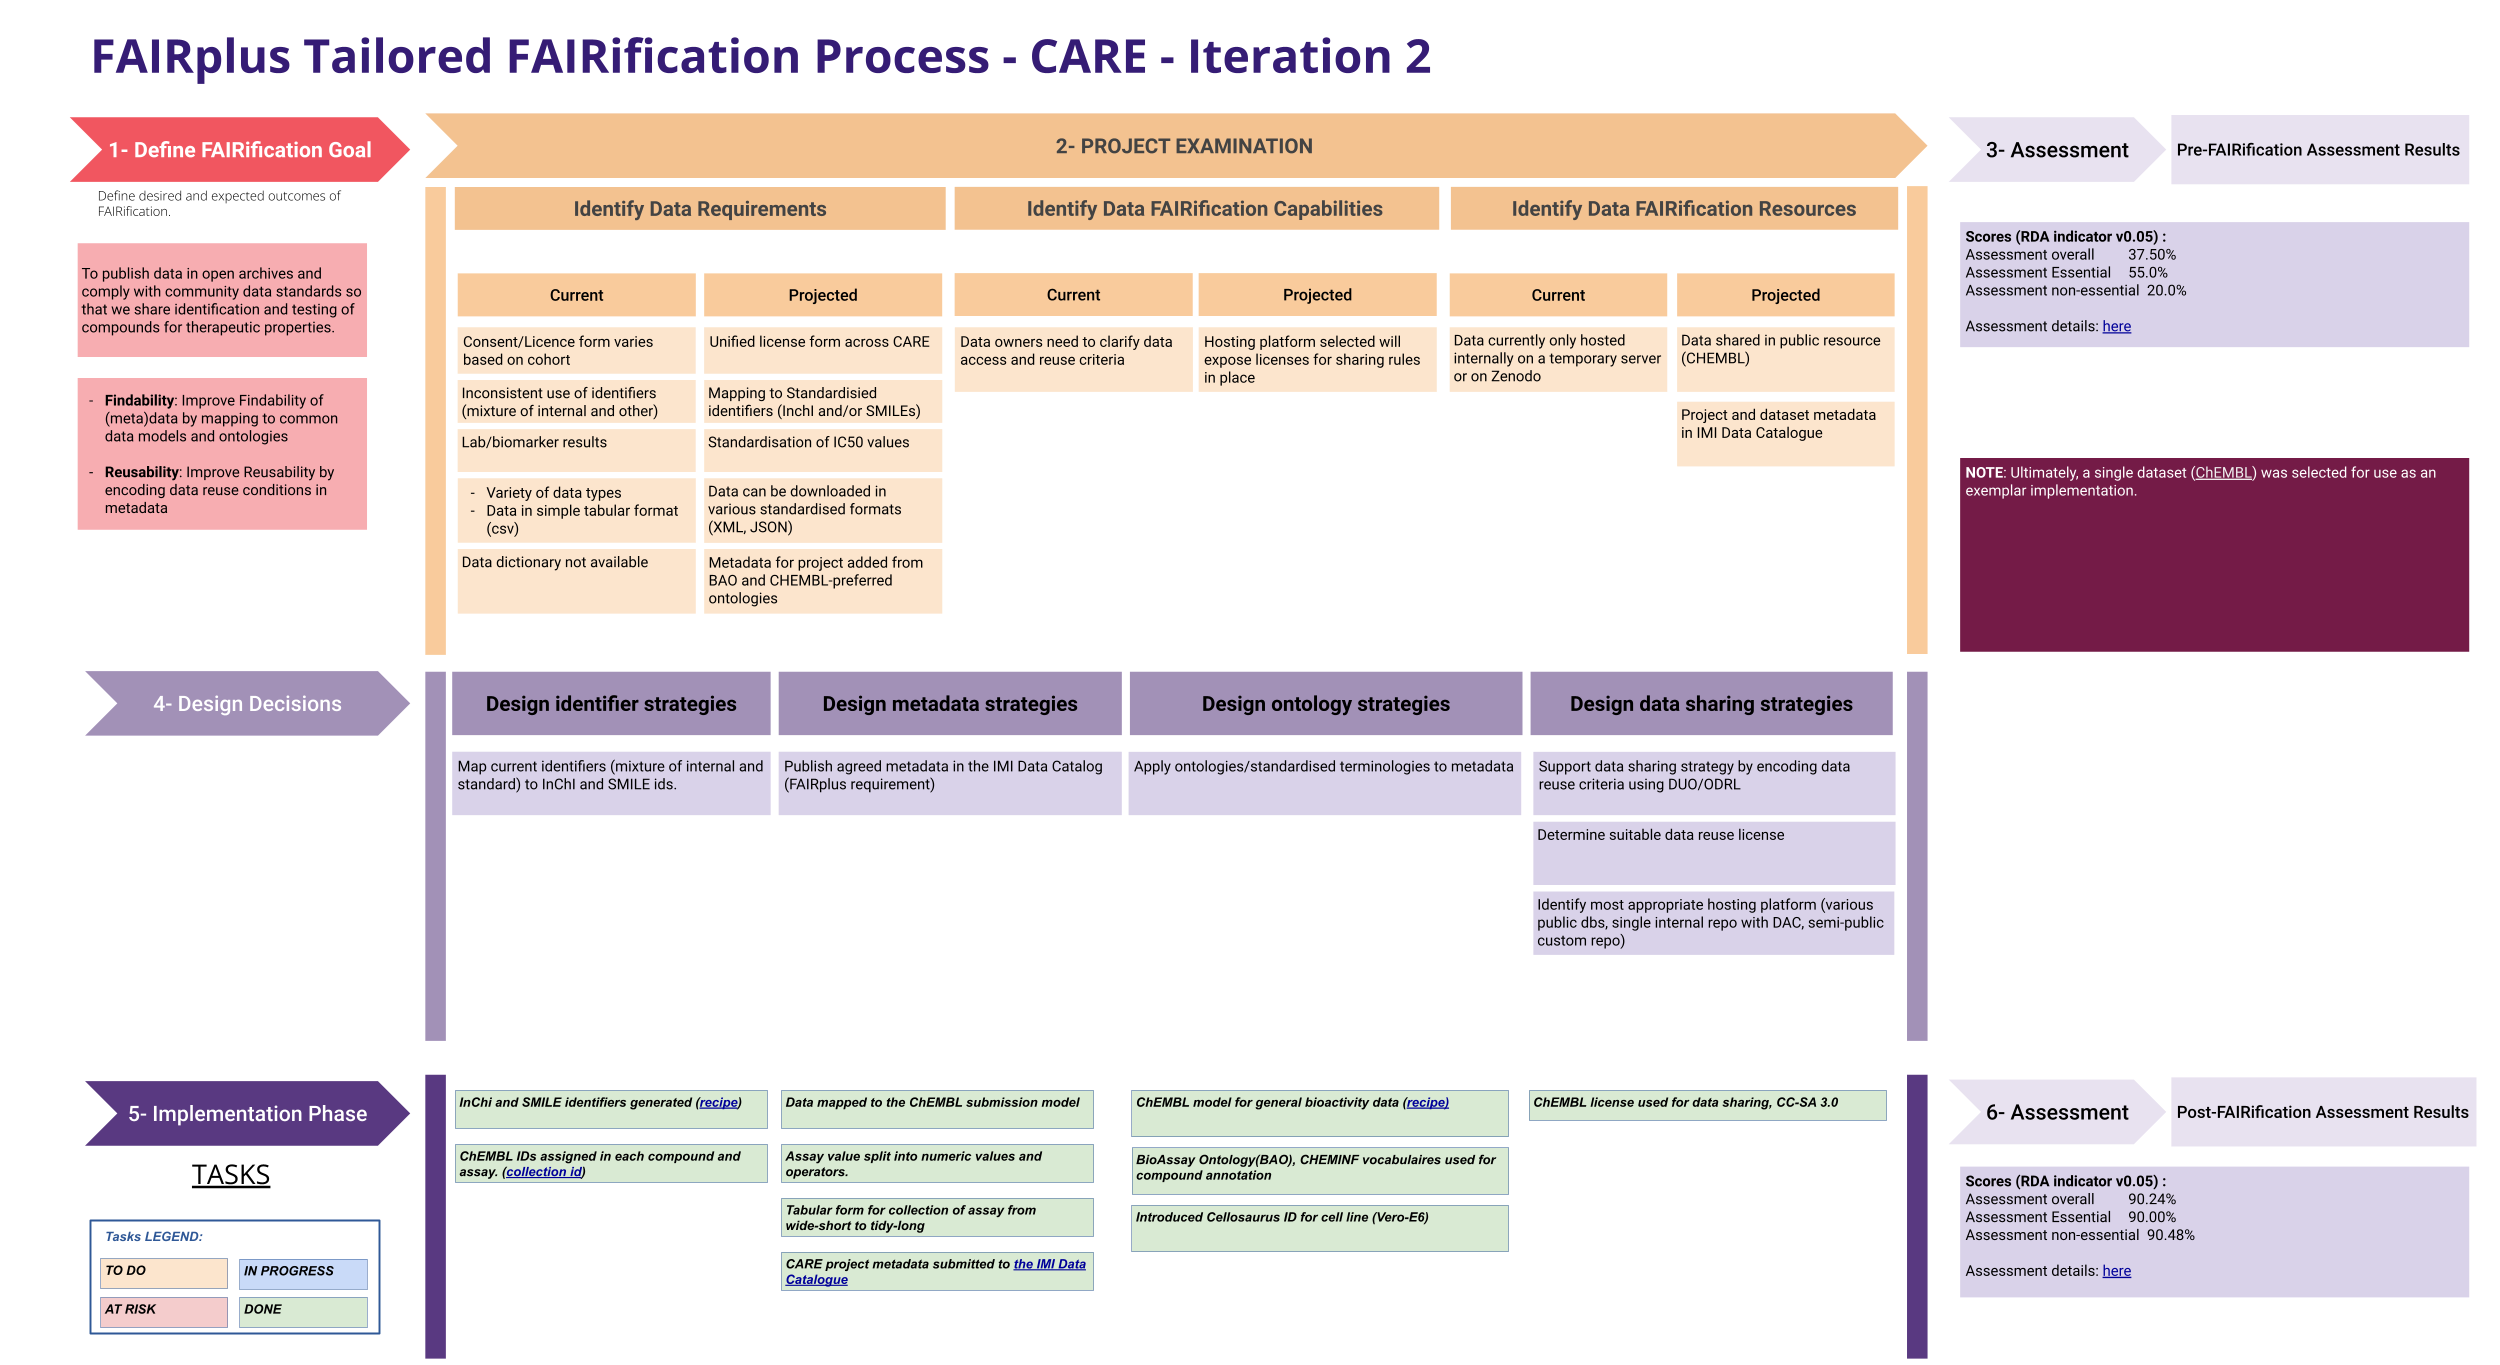 FAIRplus Tailored FAIRification Process - CARE - Iteration 2
1- Define FAIRification Goal
Define desired and expected outcomes of
FAIRification.
To publish data in open archives and
comply with community data standards so
that we share identification and testing of
compounds for therapeutic properties.
- Findability: Improve Findability of
(meta)data by mapping to common
data models and ontologies
- Reusability: Improve Reusability by
encoding data reuse conditions in
metadata
2- PROJECT EXAMINATION
Identify Data Requirements
Current
Projected
Consent/Licence form varies
based on cohort
Unified license form across CARE
Inconsistent use of identifiers
(mixture of internal and other)
Mapping to Standardisied
identifiers (InchI and/or SMILEs)
Lab/biomarker results
Standardisation of IC50 values
- Variety of data types
- Data in simple tabular format
(csv)
Data can be downloaded in
various standardised formats
(XML, JSON)
Data dictionary not available
Metadata for project added from
BAO and CHEMBL-preferred
ontologies
Identify Data FAIRification Capabilities
Current
Projected
Data owners need to clarify data
access and reuse criteria
Hosting platform selected will
expose licenses for sharing rules
in place
Identify Data FAIRification Resources
Current
Projected
Data currently only hosted
internally on a temporary server
or on Zenodo
Data shared in public resource
(CHEMBL)
Project and dataset metadata
in IMI Data Catalogue
3- Assessment
Pre-FAIRification Assessment Results
Scores (RDA indicator v0.05) :
Assessment overall 37.50%
Assessment Essential 55.0%
Assessment non-essential 20.0%
Assessment details: here
NOTE: Ultimately, a single dataset (ChEMBL) was selected for use as an
exemplar implementation.
4- Design Decisions
Design identifier strategies
Map current identifiers (mixture of internal and
standard) to InChI and SMILE ids.
Design metadata strategies
Publish agreed metadata in the IMI Data Catalog
(FAIRplus requirement)
Design ontology strategies
Apply ontologies/standardised terminologies to metadata
Design data sharing strategies
Support data sharing strategy by encoding data
reuse criteria using DUO/ODRL
Determine suitable data reuse license
Identify most appropriate hosting platform (various
public dbs, single internal repo with DAC, semi-public
custom repo)
5- Implementation Phase
TASKS
Tasks LEGEND:
TO DO
IN PROGRESS
AT RISK
DONE
InChi and SMILE identifiers generated (recipe)
ChEMBL IDs assigned in each compound and
assay. (collection id)
Data mapped to the ChEMBL submission model
Assay value split into numeric values and
operators.
Tabular form for collection of assay from
wide-short to tidy-long
CARE project metadata submitted to the IMI Data
Catalogue
ChEMBL model for general bioactivity data (recipe)
BioAssay Ontology(BAO), CHEMINF vocabulaires used for
compound annotation
Introduced Cellosaurus ID for cell line (Vero-E6)
ChEMBL license used for data sharing, CC-SA 3.0
6- Assessment
Post-FAIRification Assessment Results
Scores (RDA indicator v0.05) :
Assessment overall 90.24%
Assessment Essential 90.00%
Assessment non-essential 90.48%
Assessment details: here